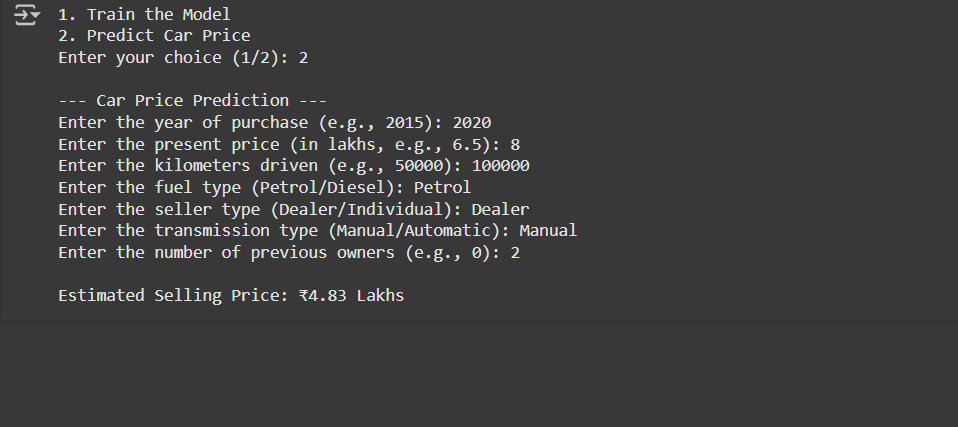 1. Train the Model
2. Predict Car Price
Enter your choice (1/2): 2
--- Car Price Prediction ---
Enter the year of purchase (e.g., 2015): 2020
Enter the present price (in lakhs, e.g., 6.5): 8
Enter the kilometers driven (e.g., 50000): 100000
Enter the fuel type (Petrol/Diesel): Petrol
Enter the seller type (Dealer/Individual): Dealer
Enter the transmission type (Manual/Automatic): Manual
Enter the number of previous owners (e.g., 0): 2
Estimated Selling Price: ₹4.83 Lakhs